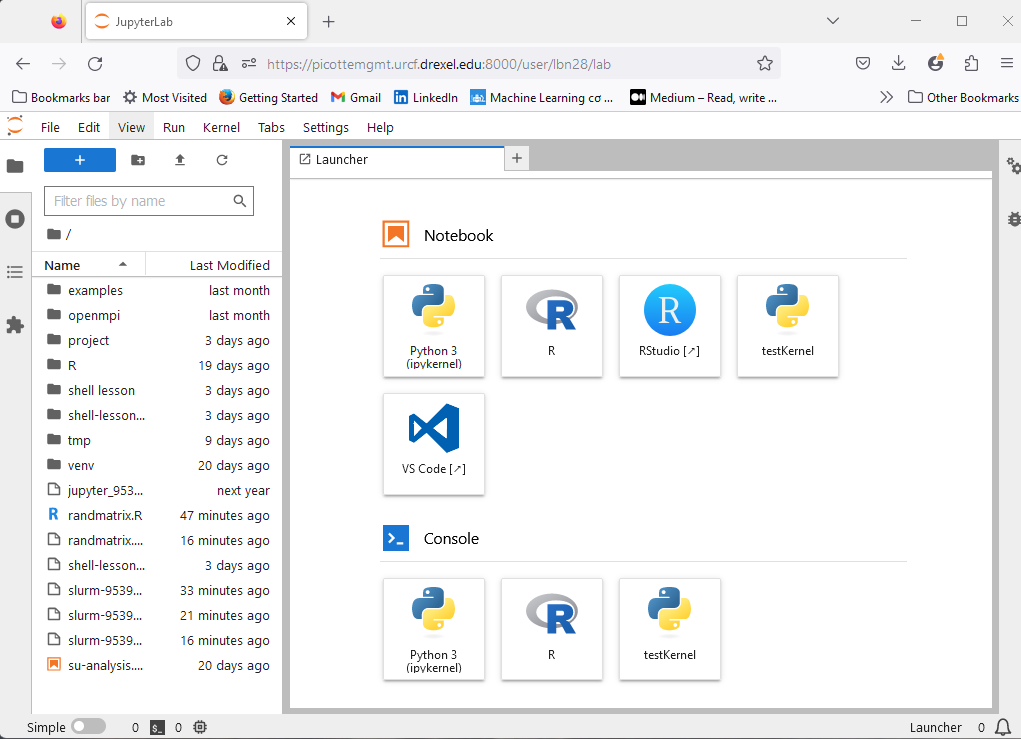 JupyterLab
https://picottemgmt.urcf.drexel.edu:8000/user/lbn28/lab
Bookmarks bar Most Visited Getting Started Gmail LinkedIn Machine Learning cơ ... Medium – Read, write ... Other Bookmarks
File Edit View Run Kernel Tabs Settings Help
Launcher
Filter files by name
/
Name Last Modified
examples last month
openmpi last month
project 3 days ago
R 19 days ago
shell lesson 3 days ago
shell-lesson... 3 days ago
tmp 9 days ago
venv 20 days ago
jupyter_953... next year
randmatrix.R 47 minutes ago
randmatrix.... 16 minutes ago
shell-lesson... 3 days ago
slurm-9539... 33 minutes ago
slurm-9539... 21 minutes ago
slurm-9539... 16 minutes ago
su-analysis.... 20 days ago
Notebook
Python 3
(ipykernel)
R
RStudio [↗]
testKernel
VS Code [↗]
Console
Python 3
(ipykernel)
R
testKernel
Simple 0 $_ 0 Launcher 0